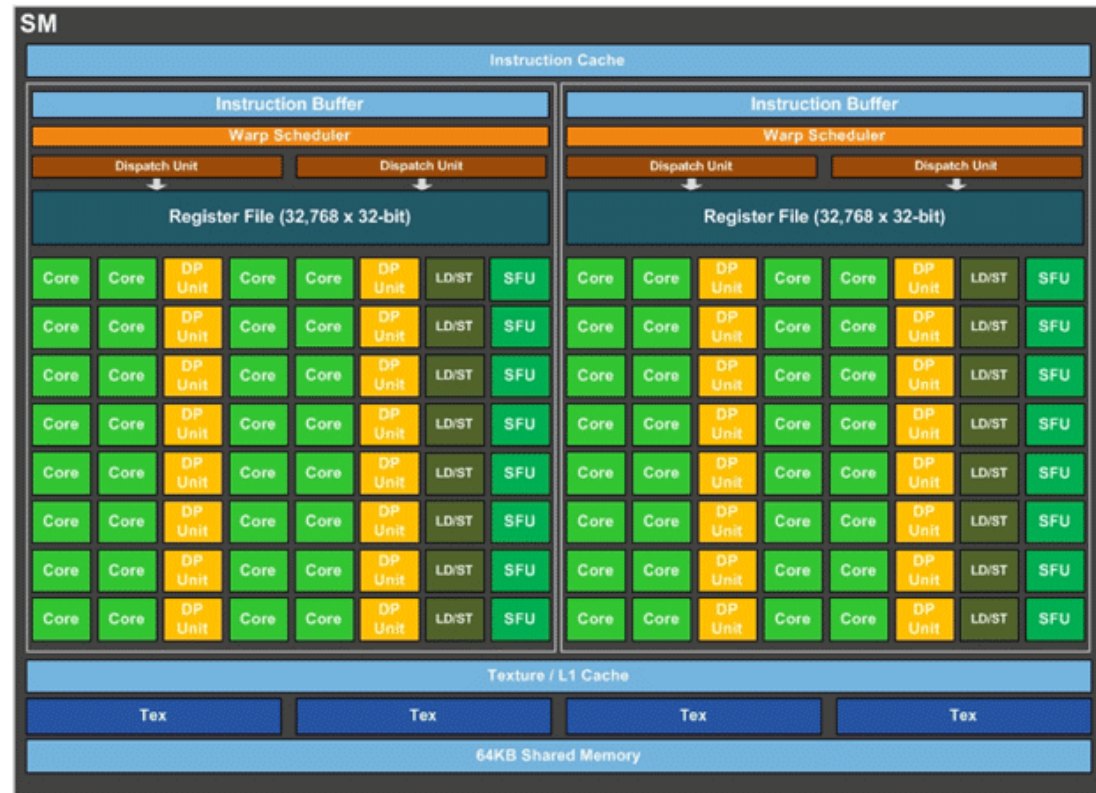 SM
Instruction Cache
Instruction Buffer Instruction Buffer
Warp Scheduler Warp Scheduler
Dispatch Unit Dispatch Unit Dispatch Unit Dispatch Unit
Register File (32,768 x 32-bit) Register File (32,768 x 32-bit)
Core Core DP Unit Core Core DP Unit LD/ST SFU Core Core DP Unit Core Core DP Unit LD/ST SFU
Core Core DP Unit Core Core DP Unit LD/ST SFU Core Core DP Unit Core Core DP Unit LD/ST SFU
Core Core DP Unit Core Core DP Unit LD/ST SFU Core Core DP Unit Core Core DP Unit LD/ST SFU
Core Core DP Unit Core Core DP Unit LD/ST SFU Core Core DP Unit Core Core DP Unit LD/ST SFU
Core Core DP Unit Core Core DP Unit LD/ST SFU Core Core DP Unit Core Core DP Unit LD/ST SFU
Core Core DP Unit Core Core DP Unit LD/ST SFU Core Core DP Unit Core Core DP Unit LD/ST SFU
Core Core DP Unit Core Core DP Unit LD/ST SFU Core Core DP Unit Core Core DP Unit LD/ST SFU
Core Core DP Unit Core Core DP Unit LD/ST SFU Core Core DP Unit Core Core DP Unit LD/ST SFU
Texture / L1 Cache
Tex Tex Tex Tex
64KB Shared Memory